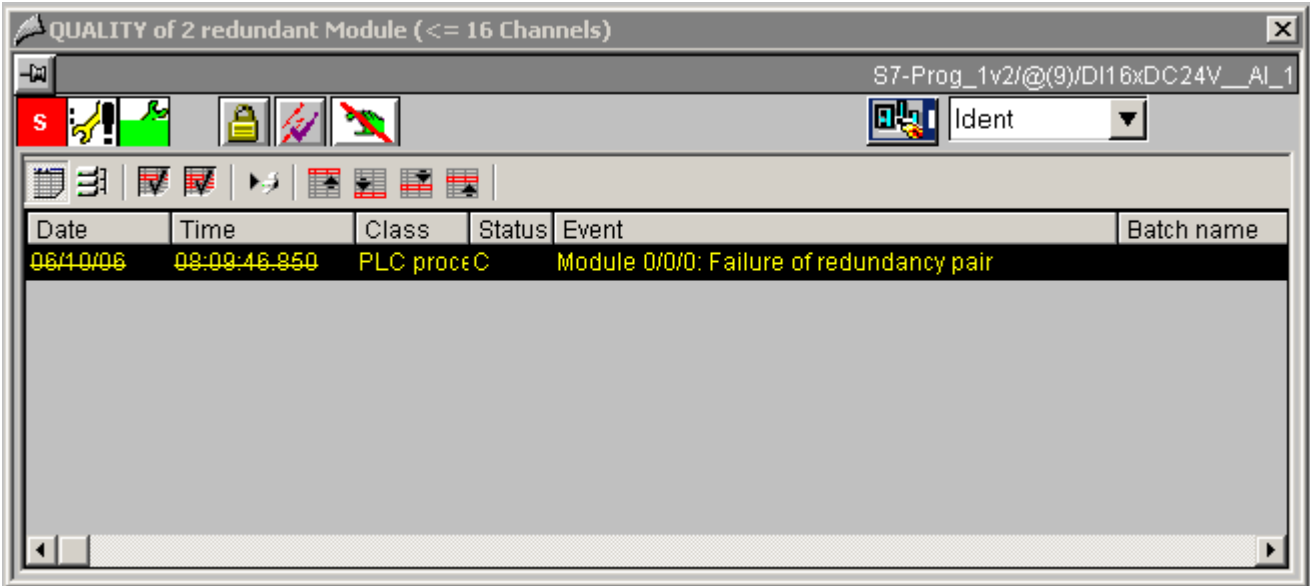 QUALITY of 2 redundant Module (<= 16 Channels)
S7-Prog_1v2/@(9)/DI16xDC24V__AI_1
S Ident
Date Time Class Status Event Batch name
06/10/06 08:09:46.850 PLC proce C Module 0/0/0: Failure of redundancy pair